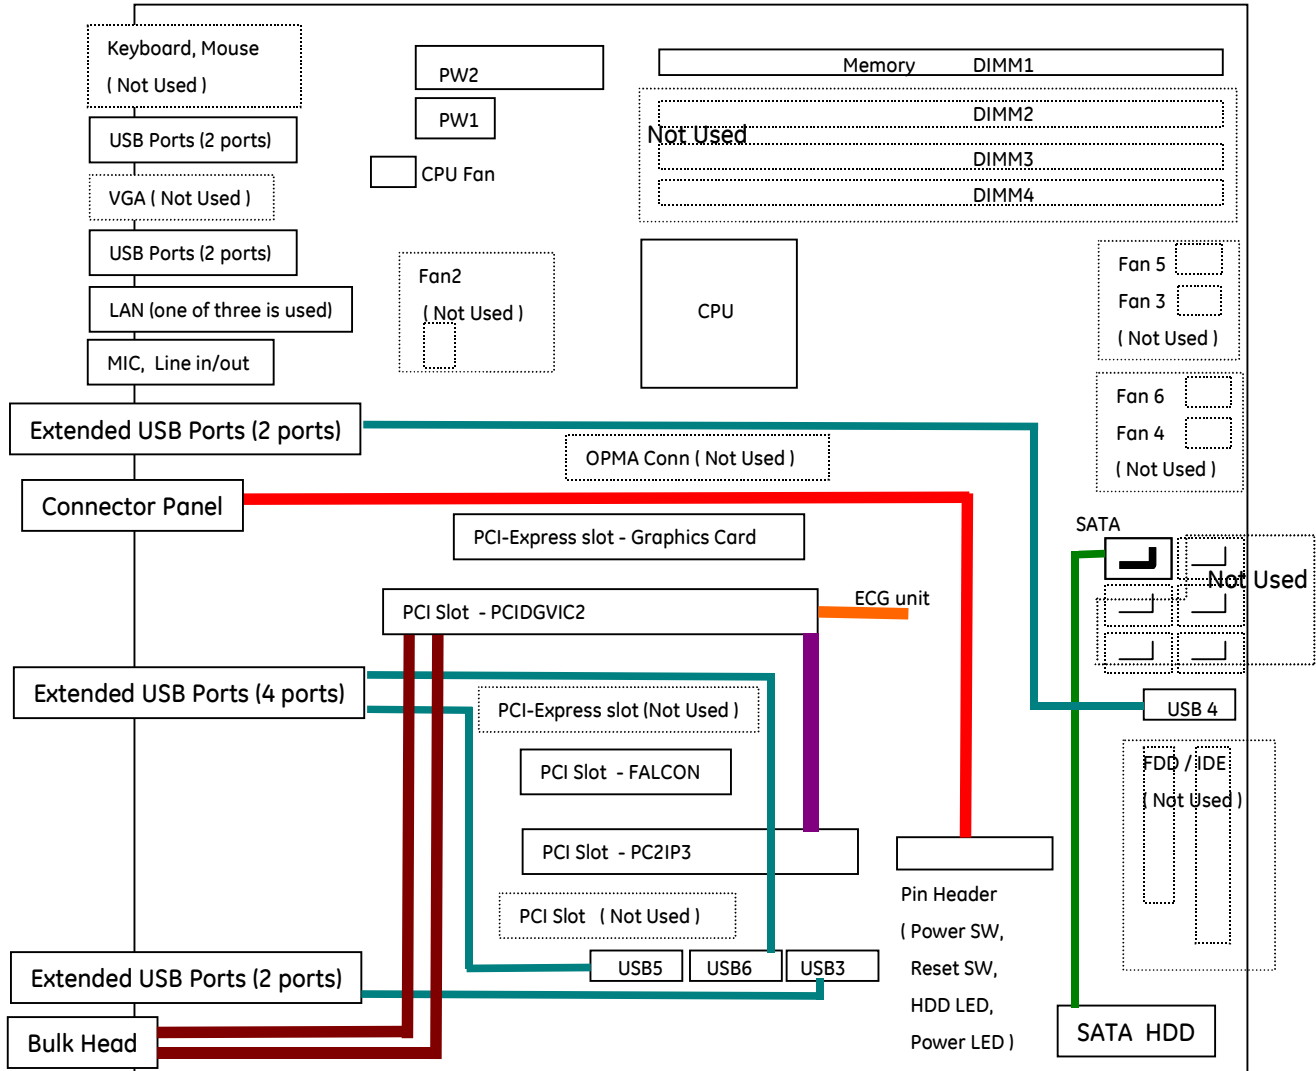 Keyboard, Mouse
( Not Used )
USB Ports (2 ports)
VGA ( Not Used )
USB Ports (2 ports)
LAN (one of three is used)
MIC, Line in/out
Extended USB Ports (2 ports)
Connector Panel
Extended USB Ports (4 ports)
Extended USB Ports (2 ports)
Bulk Head
PW2
PW1
CPU Fan
Fan2
( Not Used )
Memory DIMM1
DIMM2
Not Used
DIMM3
DIMM4
CPU
Fan 5
Fan 3
( Not Used )
Fan 6
Fan 4
( Not Used )
OPMA Conn ( Not Used )
PCI-Express slot - Graphics Card
PCI Slot - PCIDGVIC2
ECG unit
PCI-Express slot (Not Used )
PCI Slot - FALCON
PCI Slot - PC2IP3
PCI Slot ( Not Used )
USB5
USB6
USB3
Pin Header
( Power SW,
Reset SW,
HDD LED,
Power LED )
SATA
Not Used
USB 4
FDD / IDE
( Not Used )
SATA HDD